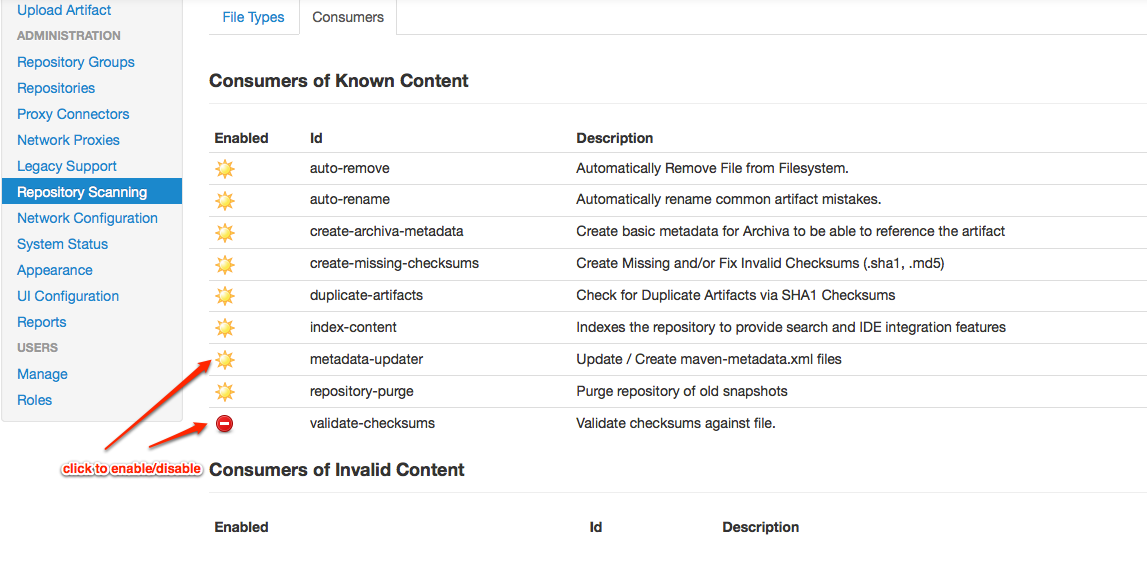 Upload Artifact
ADMINISTRATION
Repository Groups
Repositories
Proxy Connectors
Network Proxies
Legacy Support
Repository Scanning
Network Configuration
System Status
Appearance
UI Configuration
Reports
USERS
Manage
Roles
File Types Consumers
Consumers of Known Content
Enabled Id Description
auto-remove Automatically Remove File from Filesystem.
auto-rename Automatically rename common artifact mistakes.
create-archiva-metadata Create basic metadata for Archiva to be able to reference the artifact
create-missing-checksums Create Missing and/or Fix Invalid Checksums (.sha1, .md5)
duplicate-artifacts Check for Duplicate Artifacts via SHA1 Checksums
index-content Indexes the repository to provide search and IDE integration features
metadata-updater Update / Create maven-metadata.xml files
repository-purge Purge repository of old snapshots
validate-checksums Validate checksums against file.
click to enable/disable
Consumers of Invalid Content
Enabled Id Description